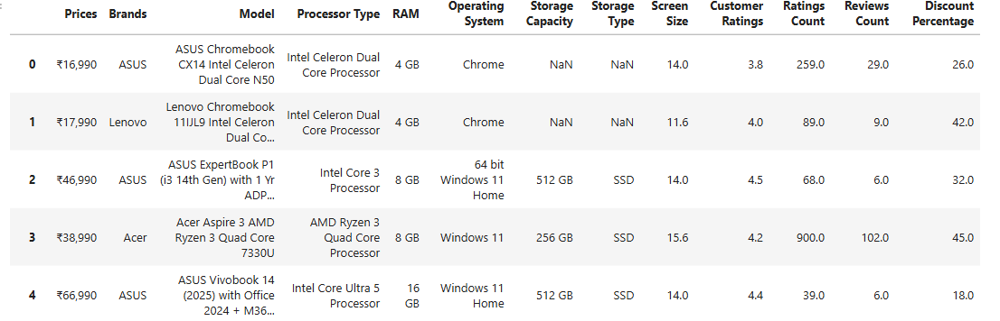 Prices Brands Model Processor Type RAM Operating System Storage Capacity Storage Type Screen Size Customer Ratings Ratings Count Reviews Count Discount Percentage
0 ₹16,990 ASUS ASUS Chromebook CX14 Intel Celeron Dual Core N50 Intel Celeron Dual Core Processor 4 GB Chrome NaN NaN 14.0 3.8 259.0 29.0 26.0
1 ₹17,990 Lenovo Lenovo Chromebook 11IJL9 Intel Celeron Dual Co... Intel Celeron Dual Core Processor 4 GB Chrome NaN NaN 11.6 4.0 89.0 9.0 42.0
2 ₹46,990 ASUS ASUS ExpertBook P1 (i3 14th Gen) with 1 Yr ADP... Intel Core 3 Processor 8 GB 64 bit Windows 11 Home 512 GB SSD 14.0 4.5 68.0 6.0 32.0
3 ₹38,990 Acer Acer Aspire 3 AMD Ryzen 3 Quad Core 7330U AMD Ryzen 3 Quad Core Processor 8 GB Windows 11 256 GB SSD 15.6 4.2 900.0 102.0 45.0
4 ₹66,990 ASUS ASUS Vivobook 14 (2025) with Office 2024 + M36... Intel Core Ultra 5 Processor 16 GB Windows 11 Home 512 GB SSD 14.0 4.4 39.0 6.0 18.0